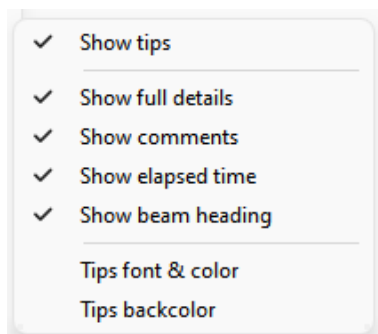 Show tips
Show full details
Show comments
Show elapsed time
Show beam heading
Tips font & color
Tips backcolor